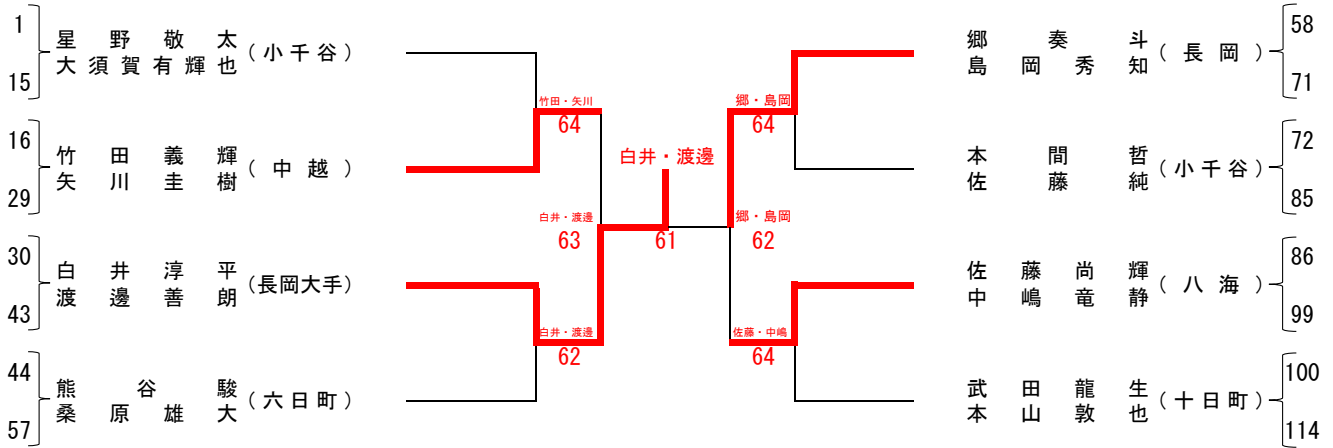 1
星野敬太
大須賀有輝也
(小千谷)
15
16
竹田義輝
矢川圭樹
(中越)
29
30
白井淳平
渡邊善朗
(長岡大手)
43
44
熊谷駿
桑原雄大
(六日町)
57
竹田・矢川
64
白井・渡邊
63
白井・渡邊
62
白井・渡邊
61
郷・島岡
64
郷・島岡
62
佐藤・中嶋
64
58
郷奏斗
島岡秀知
(長岡)
71
72
本間哲
佐藤純
(小千谷)
85
86
佐藤尚輝
中嶋竜静
(八海)
99
100
武田龍生
本山敦也
(十日町)
114